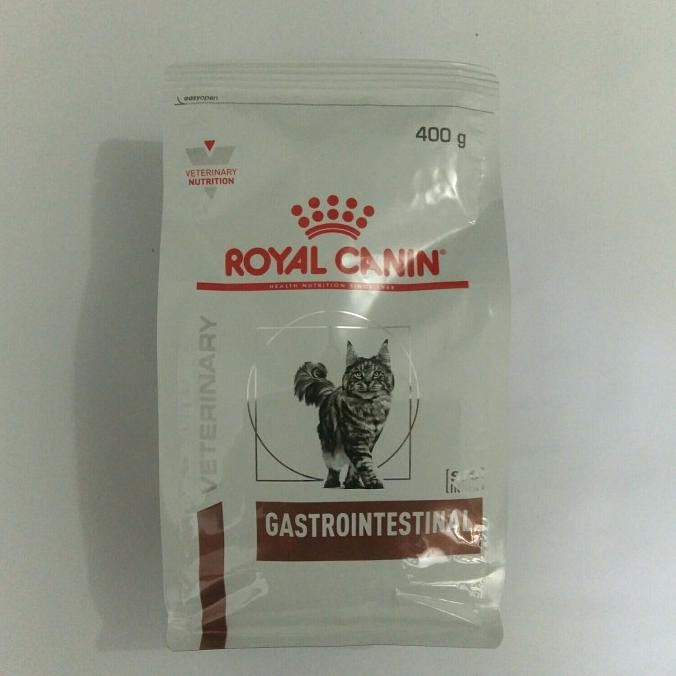 easyopen
400 g
VETERINARY
NUTRITION
ROYAL CANIN®
HEALTH NUTRITION SINCE 1968
VETERINARY
GASTROINTESTINAL